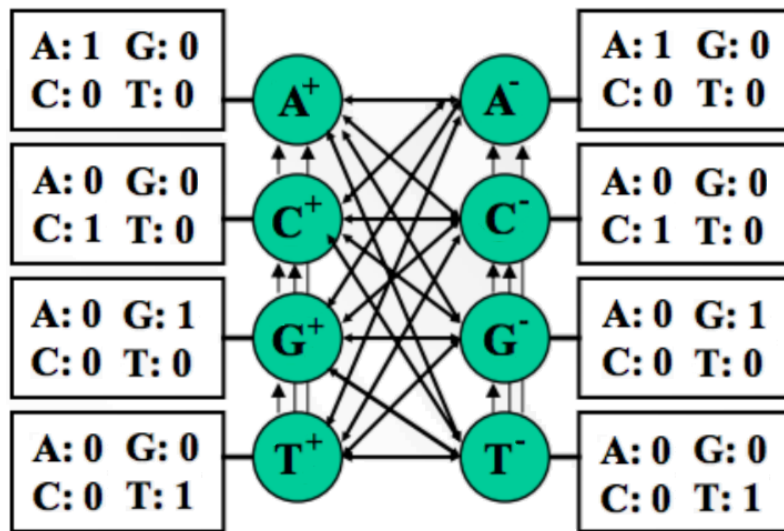 A: 1 G: 0
C: 0 T: 0
A⁺
A⁻
A: 1 G: 0
C: 0 T: 0
A: 0 G: 0
C: 1 T: 0
C⁺
C⁻
A: 0 G: 0
C: 1 T: 0
A: 0 G: 1
C: 0 T: 0
G⁺
G⁻
A: 0 G: 1
C: 0 T: 0
A: 0 G: 0
C: 0 T: 1
T⁺
T⁻
A: 0 G: 0
C: 0 T: 1